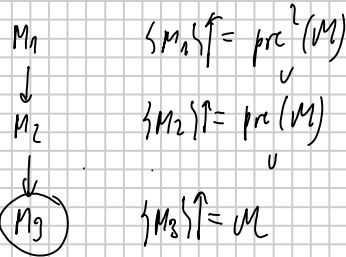 M₁ {M₁}↑ = pre²(M)
↓ ∪
M₂ {M₂}↑ = pre(M)
↓ ∪
M₃ {M₃}↑ = M